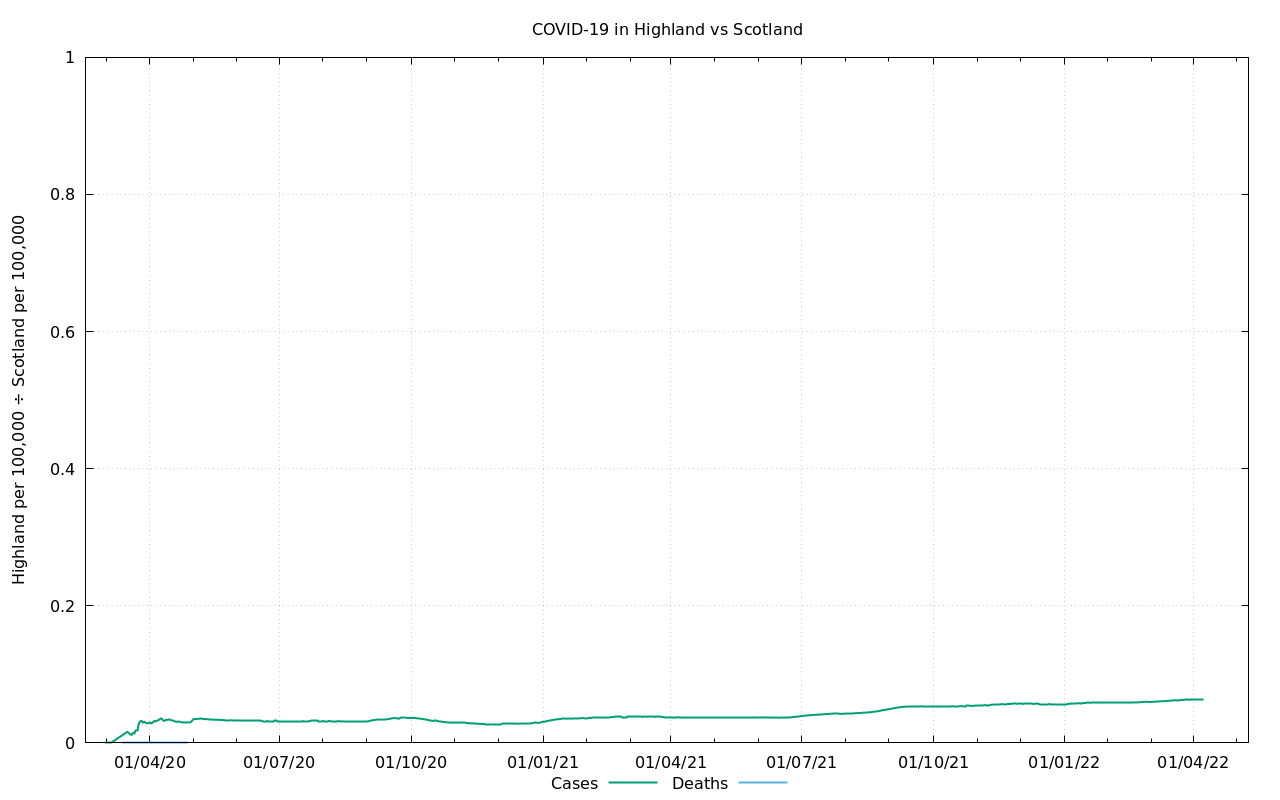 COVID-19 in Highland vs Scotland
Highland per 100,000 ÷ Scotland per 100,000
1
0.8
0.6
0.4
0.2
0
01/04/20 01/07/20 01/10/20 01/01/21 01/04/21 01/07/21 01/10/21 01/01/22 01/04/22
Cases Deaths